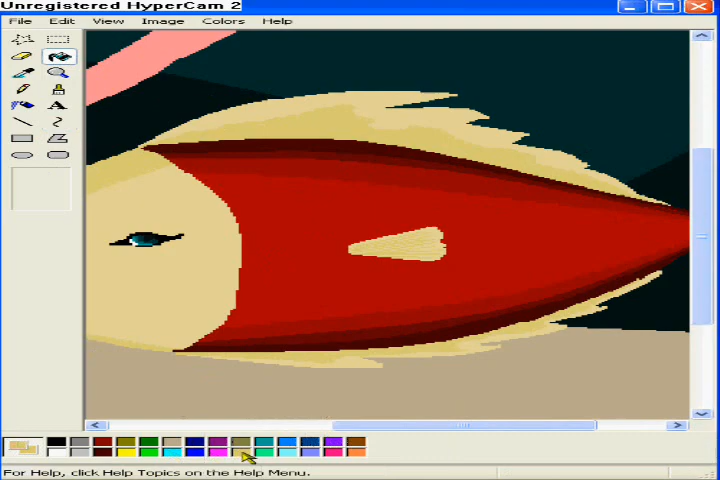 Unregistered HyperCam 2
File Edit View Image Colors Help
A
For Help, click Help Topics on the Help Menu.